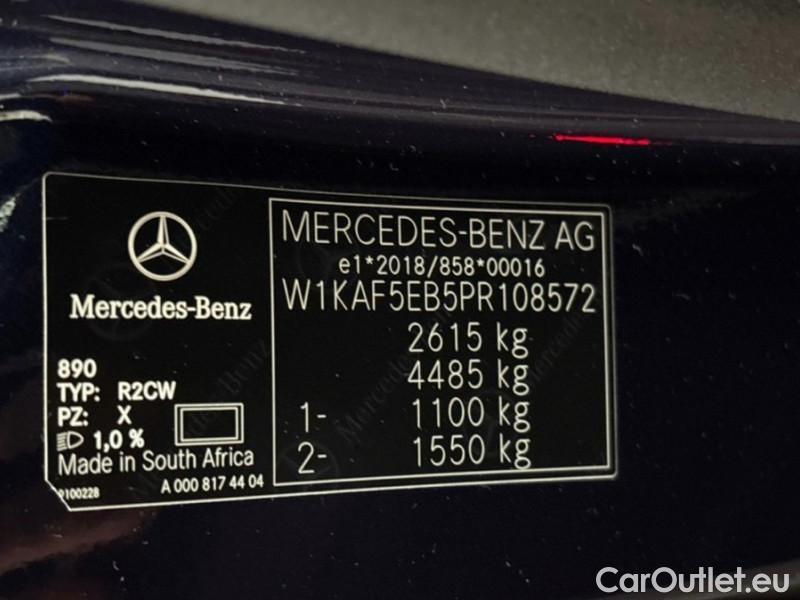 Mercedes-Benz
890
TYP: R2CW
PZ: X
1,0 %
Made in South Africa
9100228
A 000 817 44 04
MERCEDES-BENZ AG
e1*2018/858*00016
W1KAF5EB5PR108572
2615 kg
4485 kg
1- 1100 kg
2- 1550 kg
CarOutlet.eu